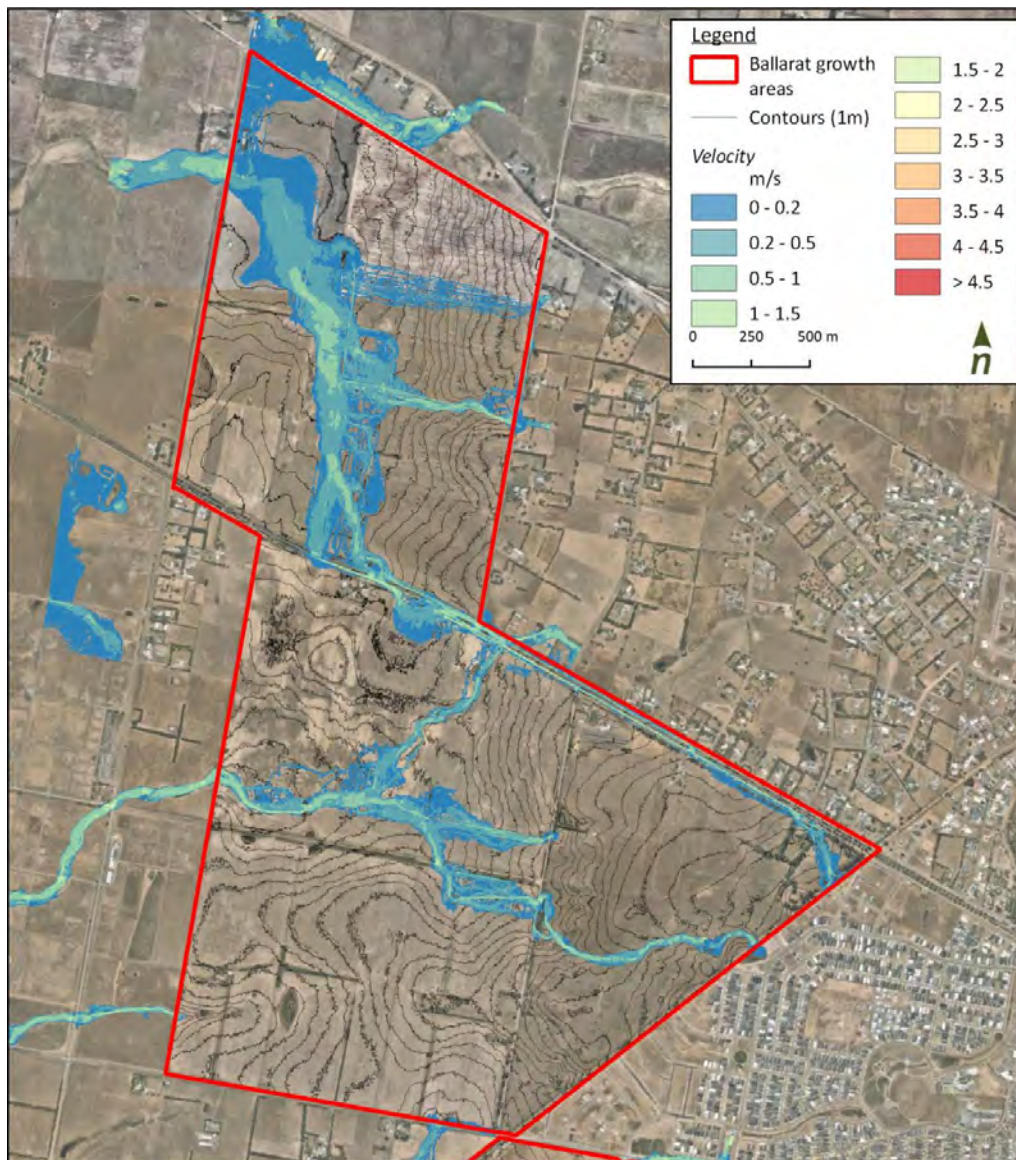 Legend
Ballarat growth
areas
Contours (1m)
Velocity
m/s
0 - 0.2
0.2 - 0.5
0.5 - 1
1 - 1.5
1.5 - 2
2 - 2.5
2.5 - 3
3 - 3.5
3.5 - 4
4 - 4.5
> 4.5
0 250 500 m
n